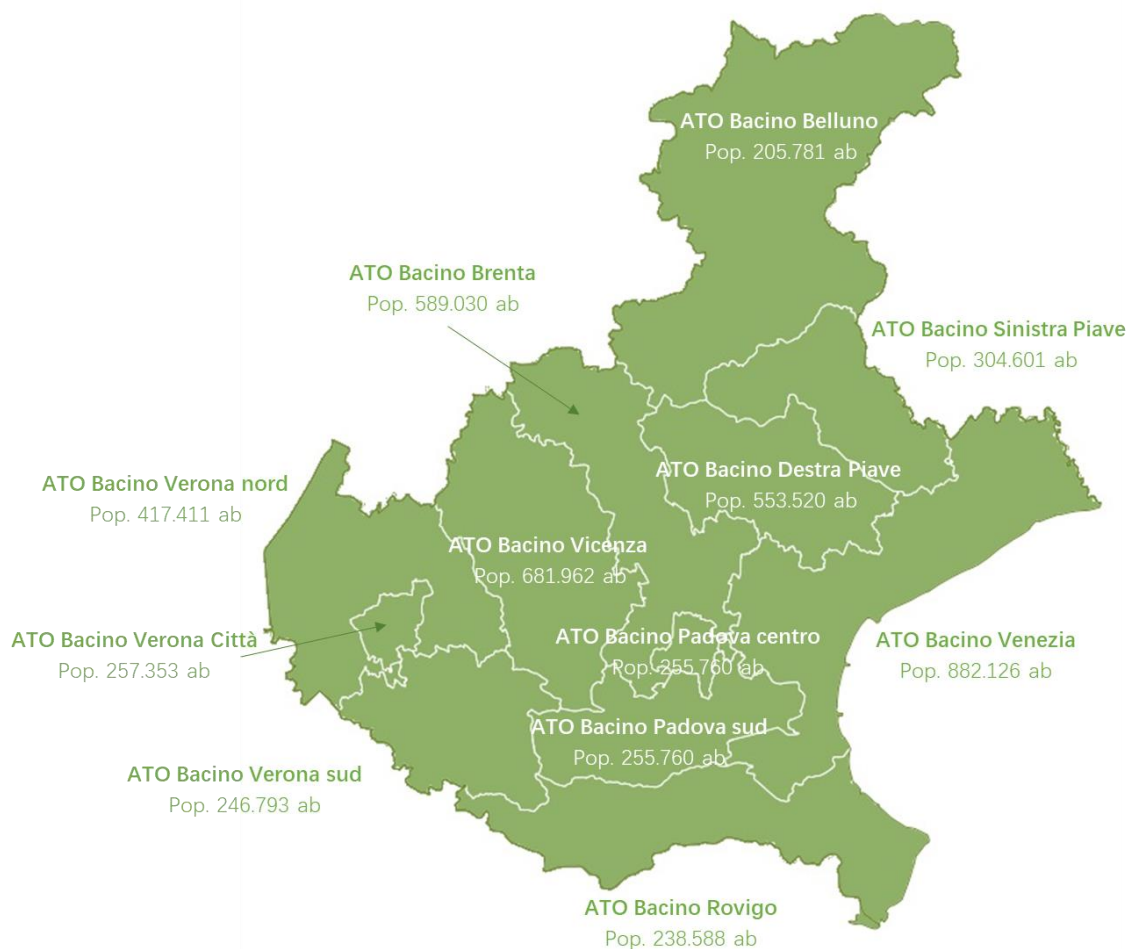 ATO Bacino Belluno
Pop. 205.781 ab
ATO Bacino Brenta
Pop. 589.030 ab
ATO Bacino Sinistra Piave
Pop. 304.601 ab
ATO Bacino Verona nord
Pop. 417.411 ab
ATO Bacino Destra Piave
Pop. 553.520 ab
ATO Bacino Vicenza
Pop. 681.962 ab
ATO Bacino Verona Città
Pop. 257.353 ab
ATO Bacino Padova centro
Pop. 255.760 ab
ATO Bacino Venezia
Pop. 882.126 ab
ATO Bacino Padova sud
Pop. 255.760 ab
ATO Bacino Verona sud
Pop. 246.793 ab
ATO Bacino Rovigo
Pop. 238.588 ab